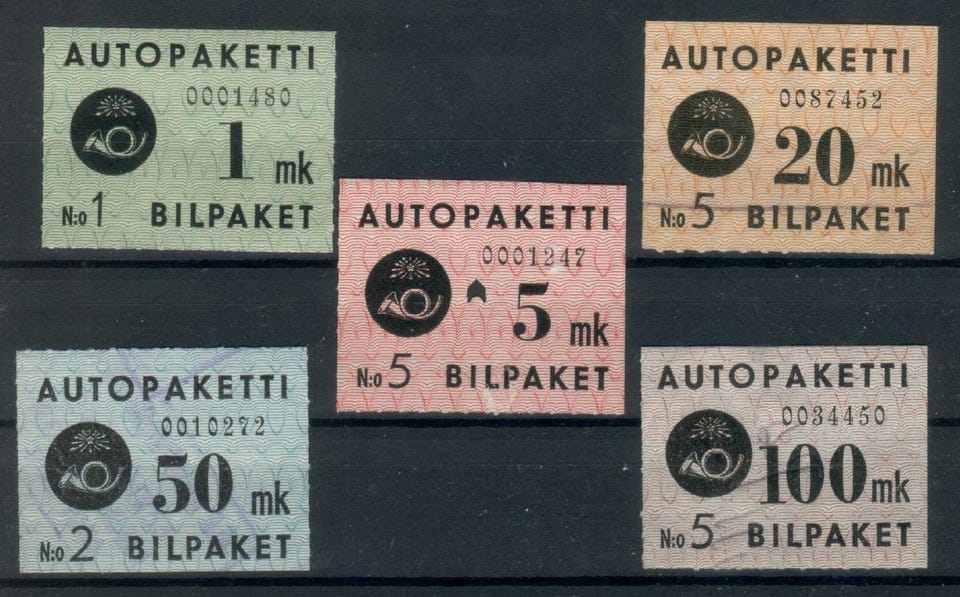 AUTOPAKETTI
0001480
1 mk
N:o 1 BILPAKET
AUTOPAKETTI
0087452
20 mk
N:o 5 BILPAKET
AUTOPAKETTI
0001247
5 mk
N:o 5 BILPAKET
AUTOPAKETTI
0010272
50 mk
N:o 2 BILPAKET
AUTOPAKETTI
0034450
100 mk
N:o 5 BILPAKET